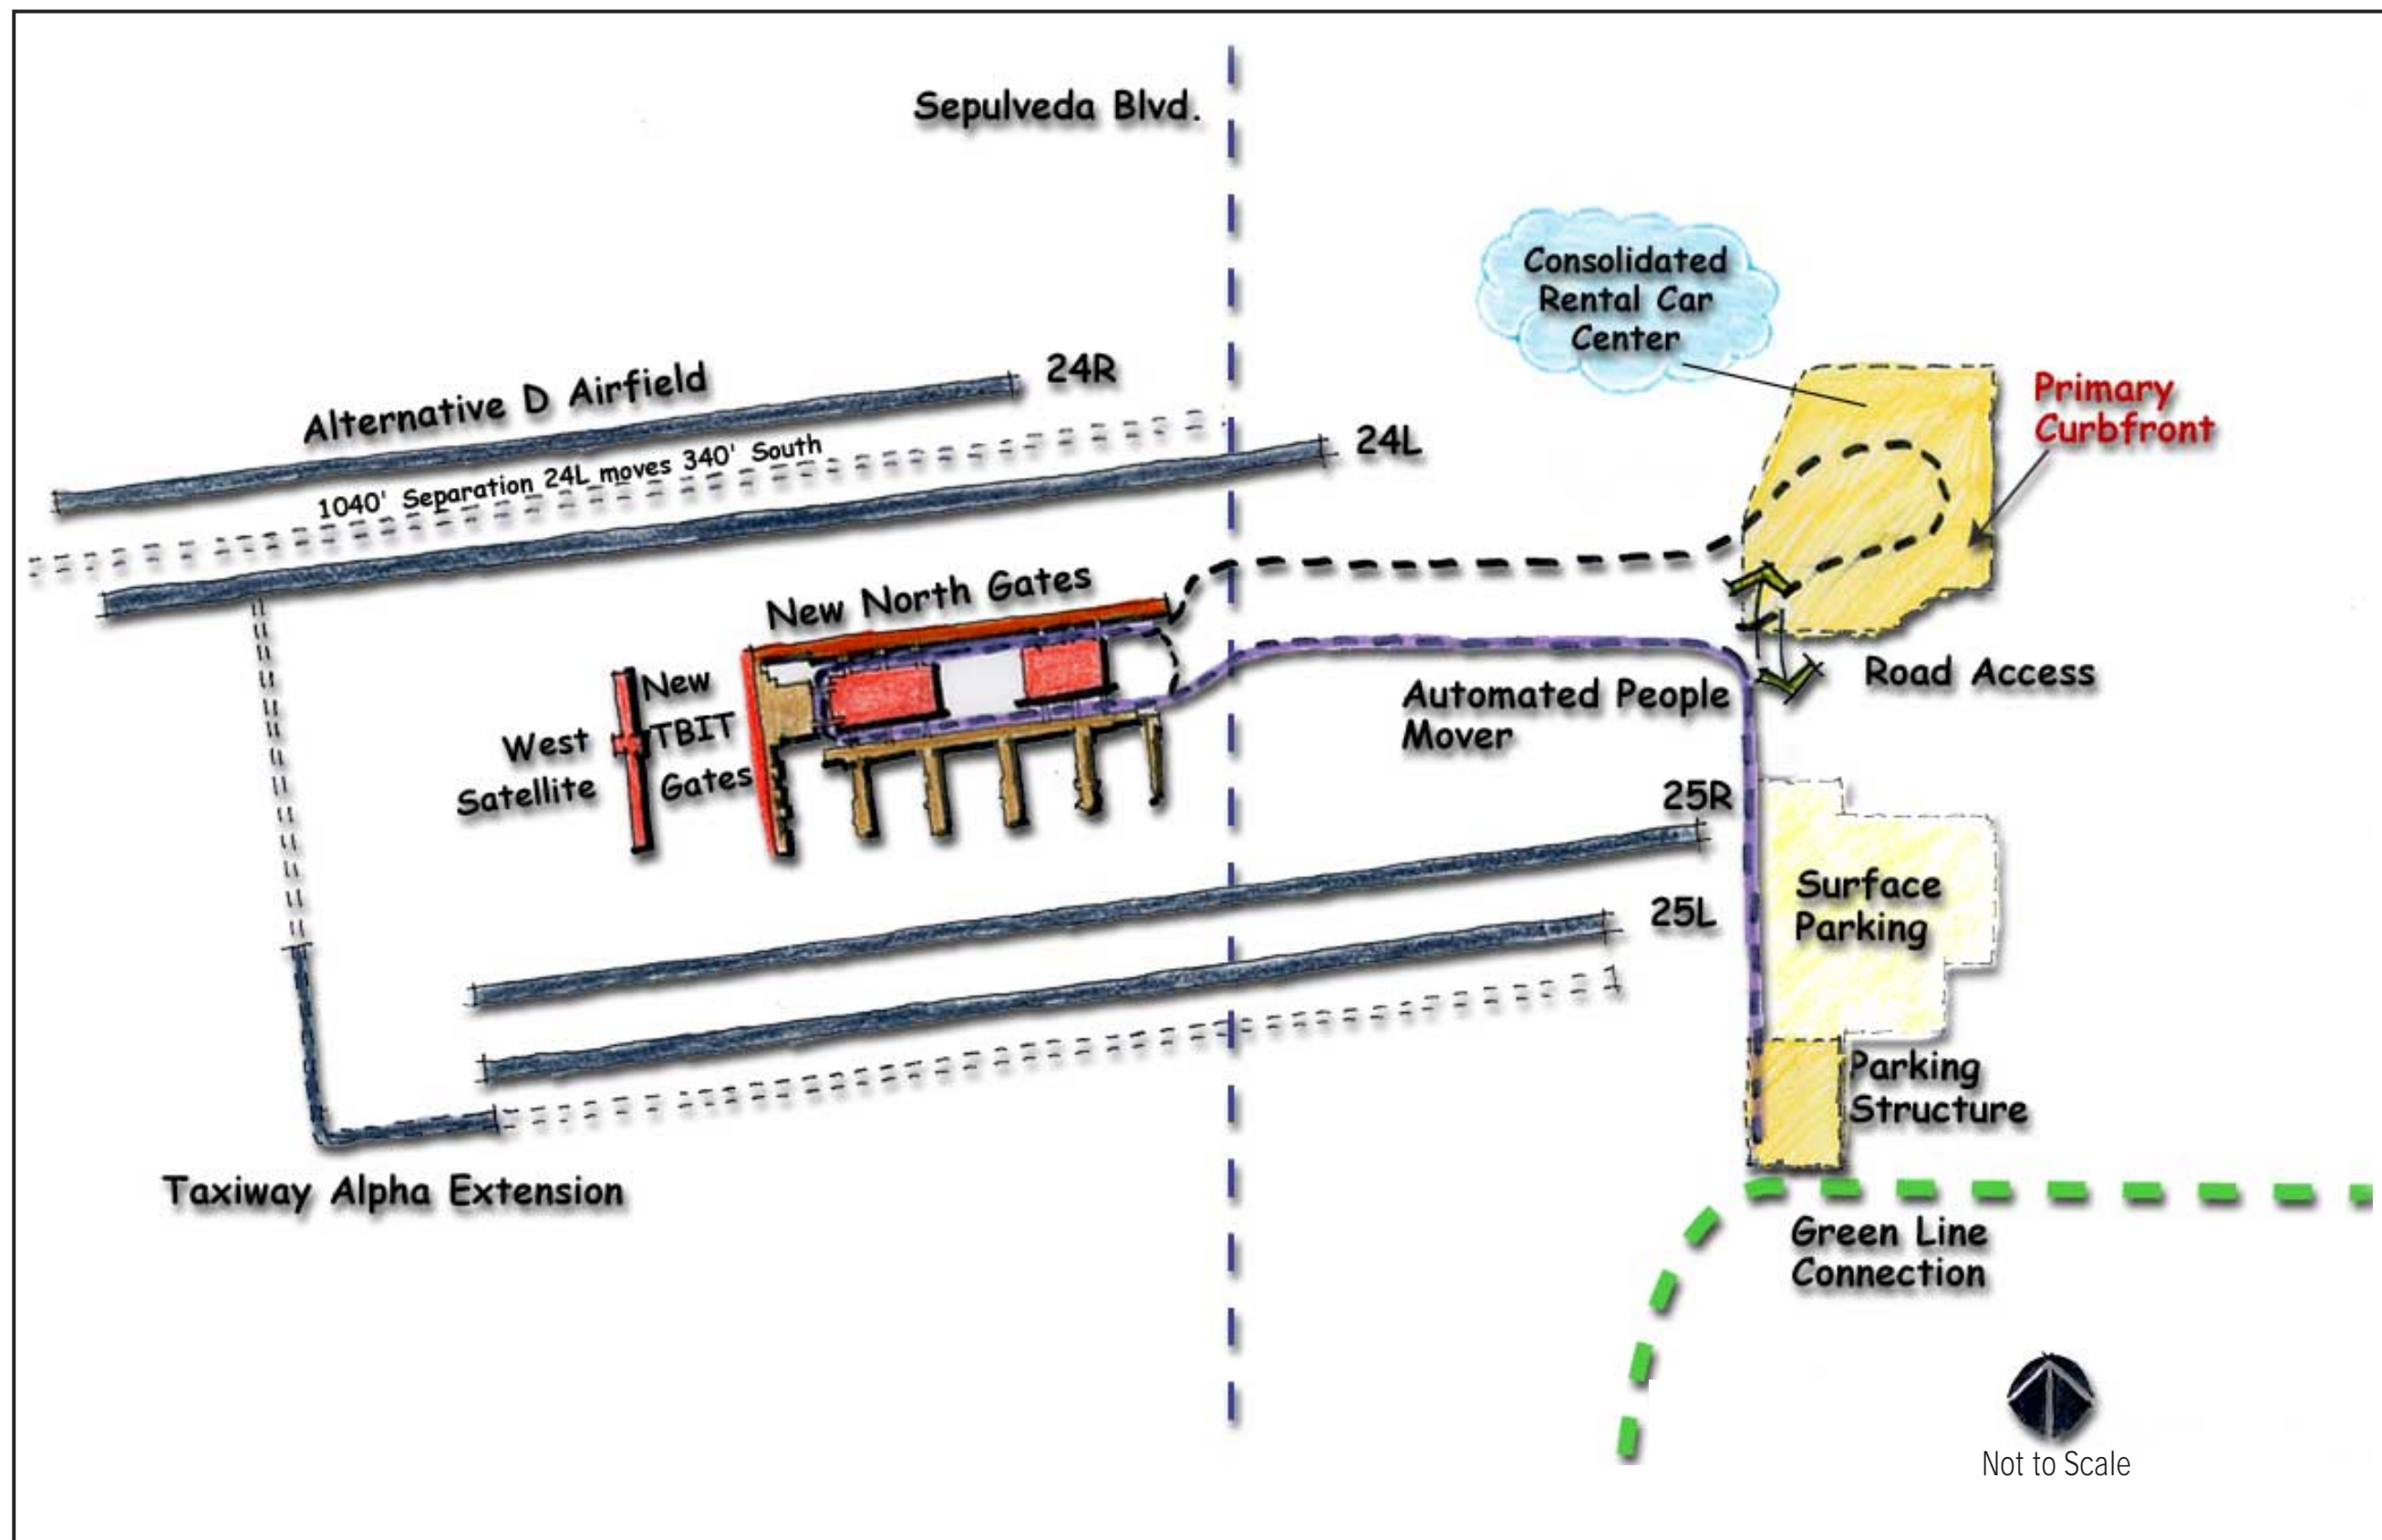 Sepulveda Blvd.
Consolidated
Rental Car
Center
Primary
Curbfront
24R
Alternative D Airfield
1040' Separation 24L moves 340' South
24L
New North Gates
New
TBIT
Gates
West
Satellite
Automated People
Mover
Road Access
25R
25L
Surface
Parking
Parking
Structure
Taxiway Alpha Extension
Green Line
Connection
Not to Scale